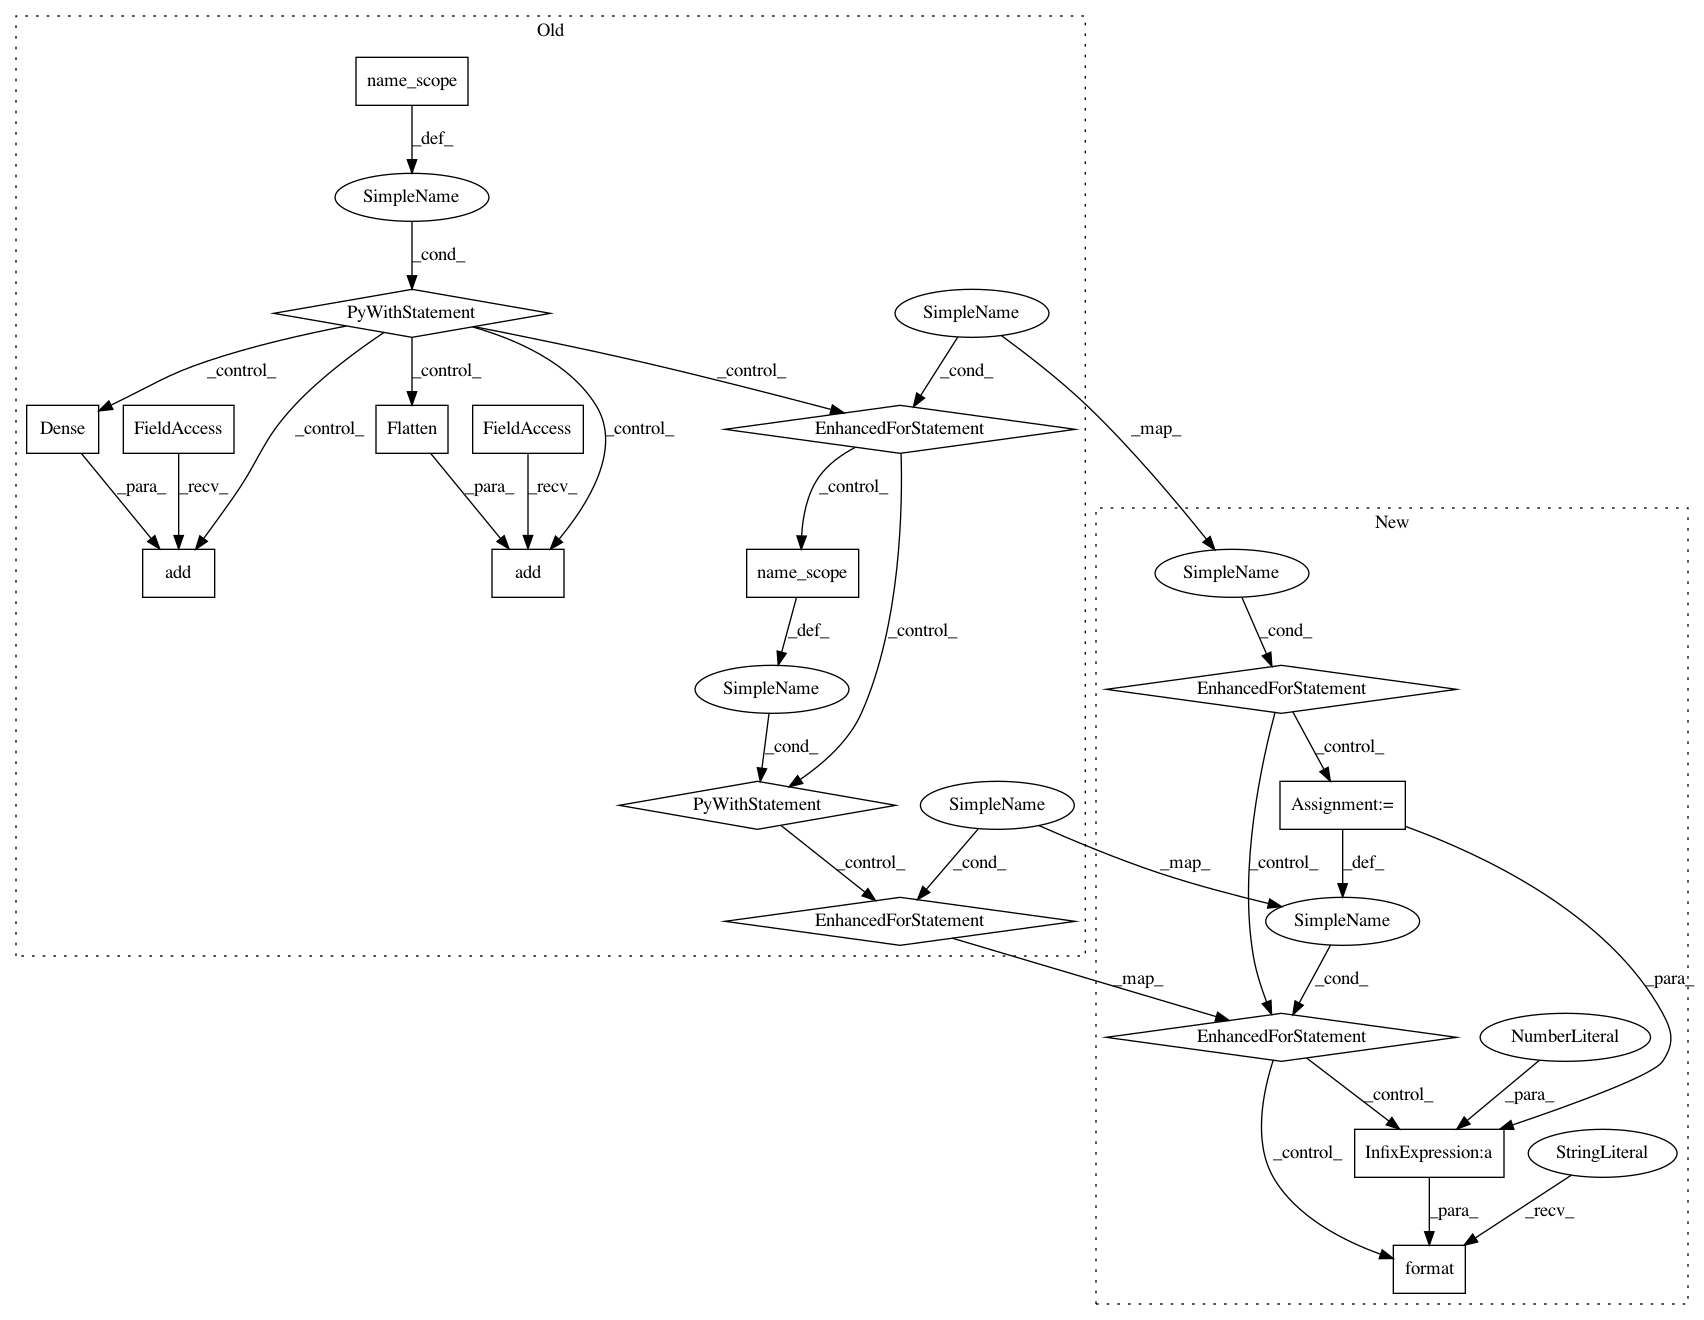 Old
name_scope
_def_
SimpleName
_cond_
PyWithStatement
SimpleName
_control_
_control_
_control_
_cond_
_map_
Dense
FieldAccess
_control_
Flatten
FieldAccess
_control_
EnhancedForStatement
_para_
_recv_
_para_
_recv_
_control_
New
add
add
name_scope
SimpleName
_def_
_control_
_cond_
SimpleName
EnhancedForStatement
_cond_
_control_
PyWithStatement
SimpleName
Assignment:=
_control_
_cond_
_map_
_control_
_def_
EnhancedForStatement
SimpleName
_map_
_cond_
_para_
EnhancedForStatement
NumberLiteral
_control_
_para_
_control_
InfixExpression:a
StringLiteral
_para_
_recv_
format